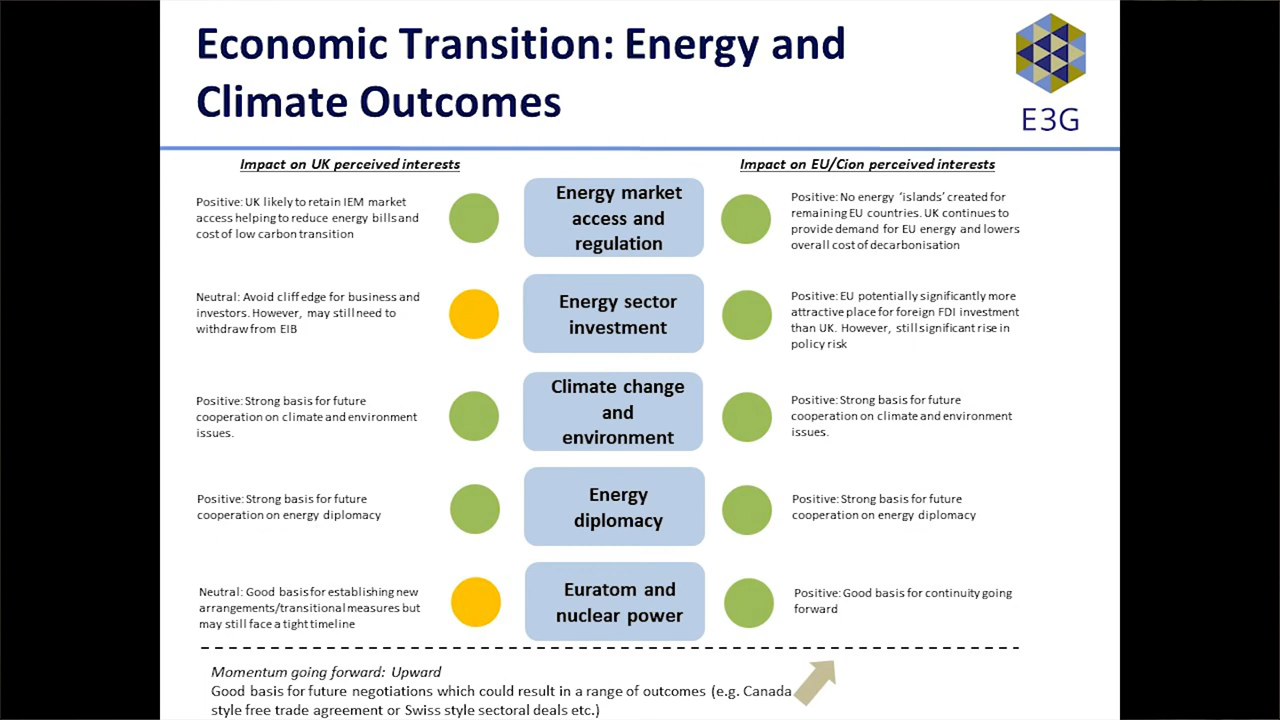 Economic Transition: Energy and
Climate Outcomes
E3G
Impact on UK perceived interests
Impact on EU/Cion perceived interests
Positive: UK likely to retain IEM market
access helping to reduce energy bills and
cost of low carbon transition
Energy market
access and
regulation
Positive: No energy ‘islands’ created for
remaining EU countries. UK continues to
provide demand for EU energy and lowers
overall cost of decarbonisation
Neutral: Avoid cliff edge for business and
investors. However, may still need to
withdraw from EIB
Energy sector
investment
Positive: EU potentially significantly more
attractive place for foreign FDI investment
than UK. However, still significant rise in
policy risk
Positive: Strong basis for future
cooperation on climate and environment
issues.
Climate change
and
environment
Positive: Strong basis for future
cooperation on climate and environment
issues.
Positive: Strong basis for future
cooperation on energy diplomacy
Energy
diplomacy
Positive: Strong basis for future
cooperation on energy diplomacy
Neutral: Good basis for establishing new
arrangements/transitional measures but
may still face a tight timeline
Euratom and
nuclear power
Positive: Good basis for continuity going
forward
Momentum going forward: Upward
Good basis for future negotiations which could result in a range of outcomes (e.g. Canada
style free trade agreement or Swiss style sectoral deals etc.)